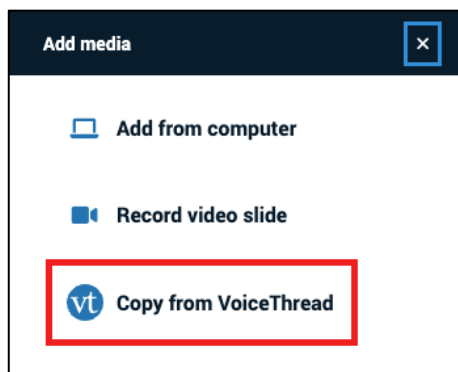 Add media
Add from computer
Record video slide
vt Copy from VoiceThread